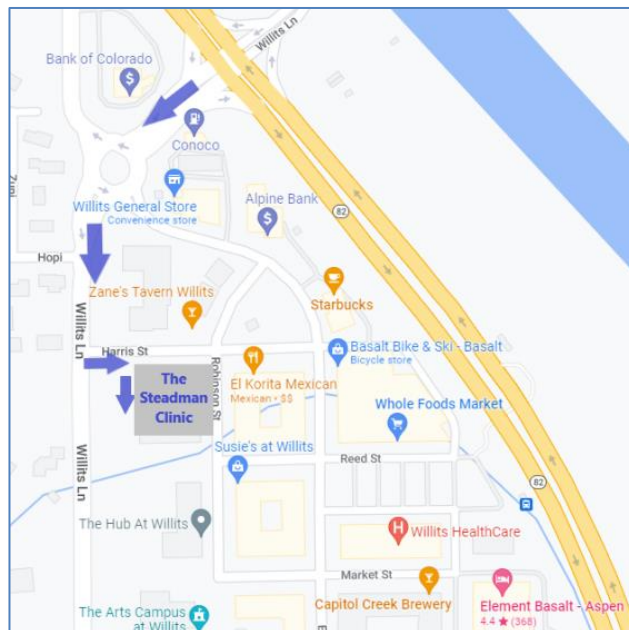 Willits Ln
Bank of Colorado
$
Conoco
Zuni
Willits General Store
Convenience store
Alpine Bank
$
82
Hopi
Zane's Tavern Willits
Starbucks
Willits Ln
Harris St
Robinson St
Basalt Bike & Ski - Basalt
Bicycle store
The
Steadman
Clinic
El Korita Mexican
Mexican • $$
Whole Foods Market
Susie's at Willits
Reed St
Willits Ln
82
The Hub At Willits
H
Willits HealthCare
Market St
Capitol Creek Brewery
Element Basalt - Aspen
4.4 ★ (368)
The Arts Campus
at Willits